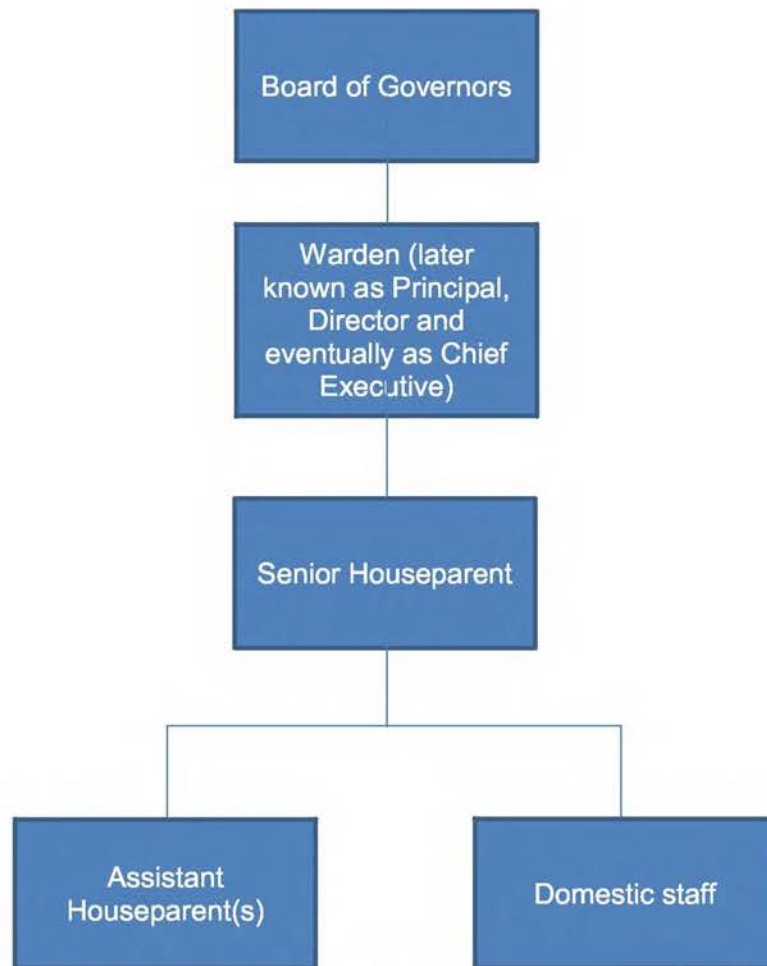 Board of Governors
Warden (later
known as Principal,
Director and
eventually as Chief
Executive)
Senior Houseparent
Assistant
Houseparent(s)
Domestic staff